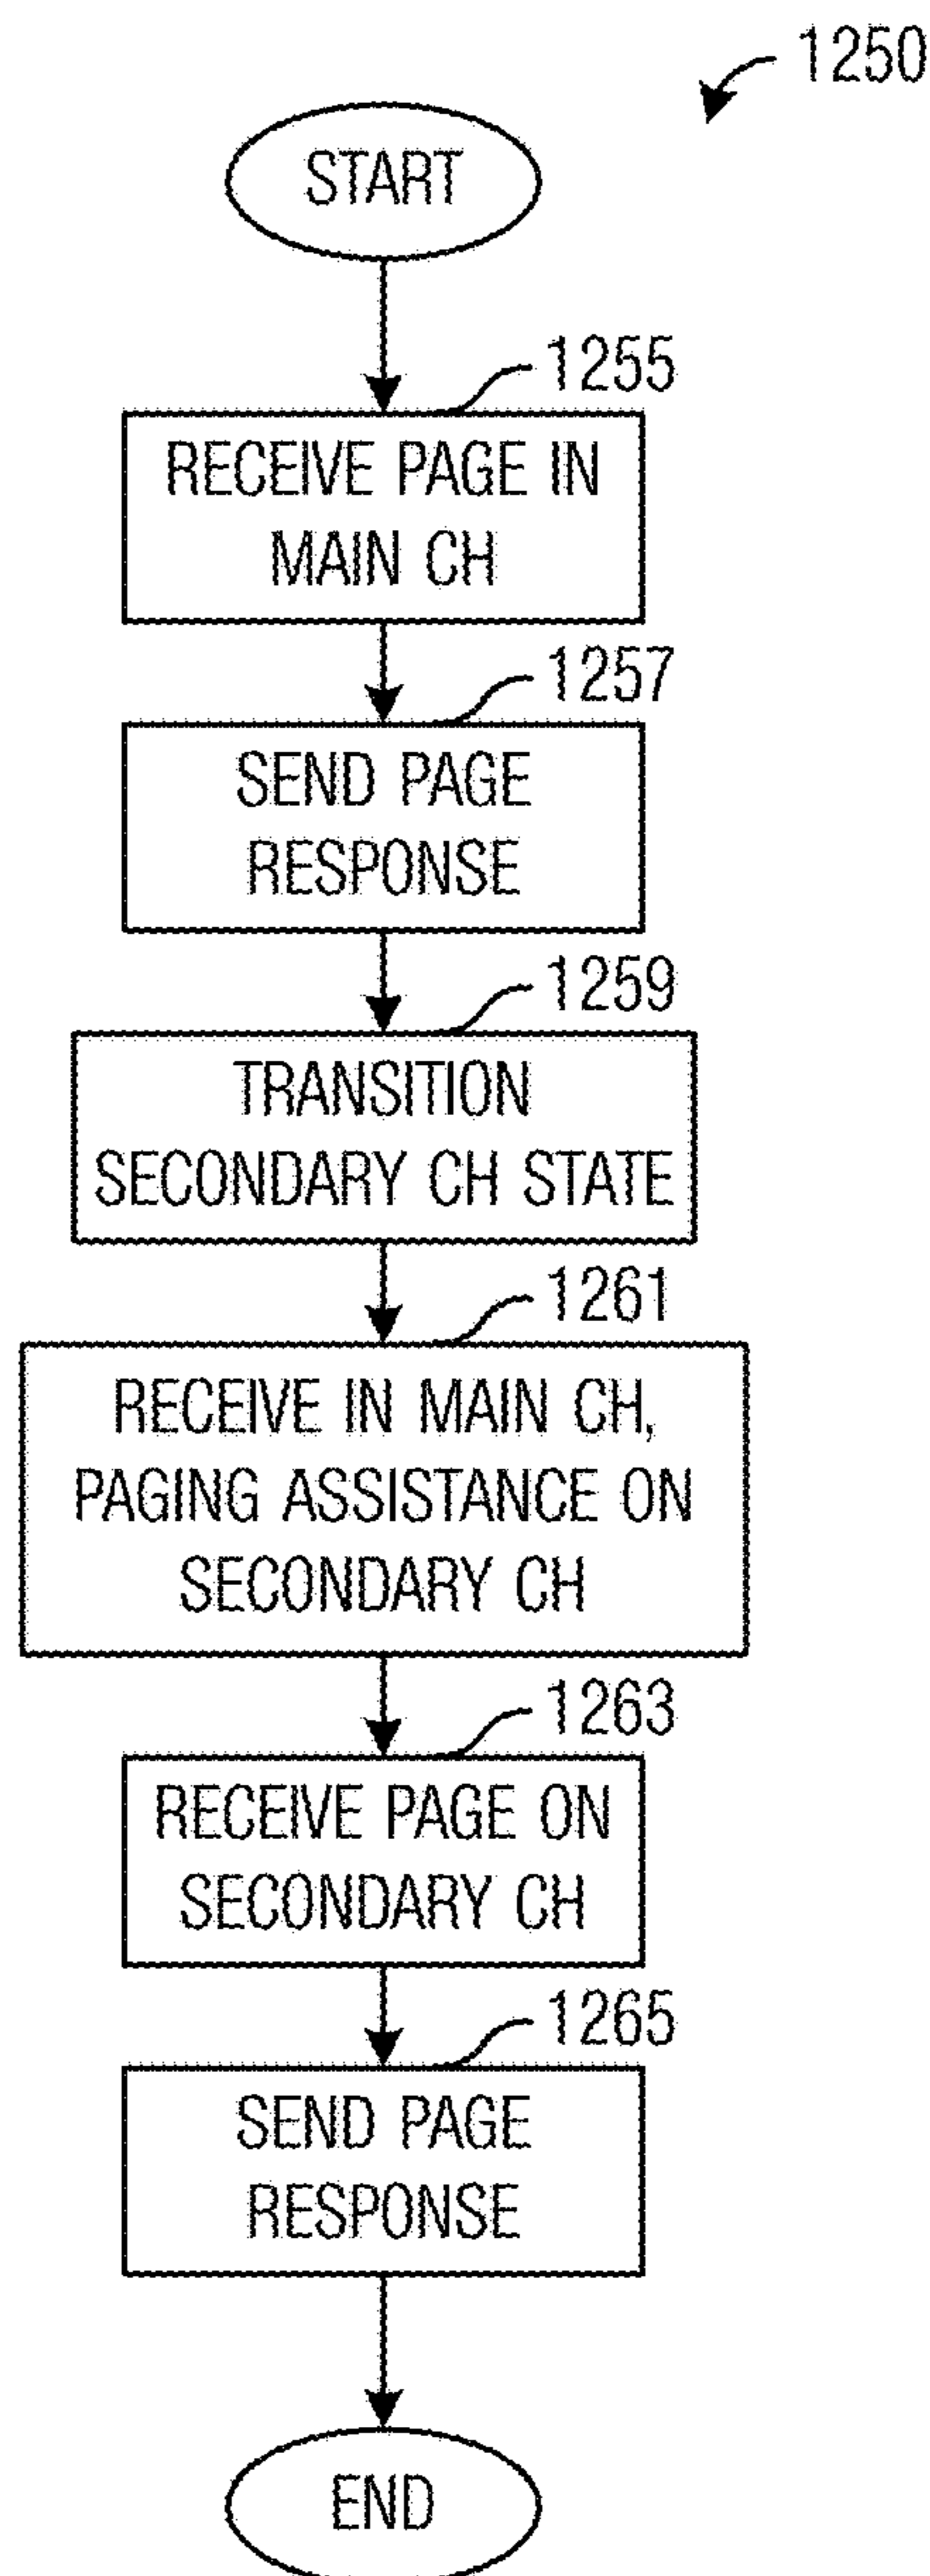 1250
START
1255
RECEIVE PAGE IN
MAIN CH
1257
SEND PAGE
RESPONSE
1259
TRANSITION
SECONDARY CH STATE
1261
RECEIVE IN MAIN CH,
PAGING ASSISTANCE ON
SECONDARY CH
1263
RECEIVE PAGE ON
SECONDARY CH
1265
SEND PAGE
RESPONSE
END